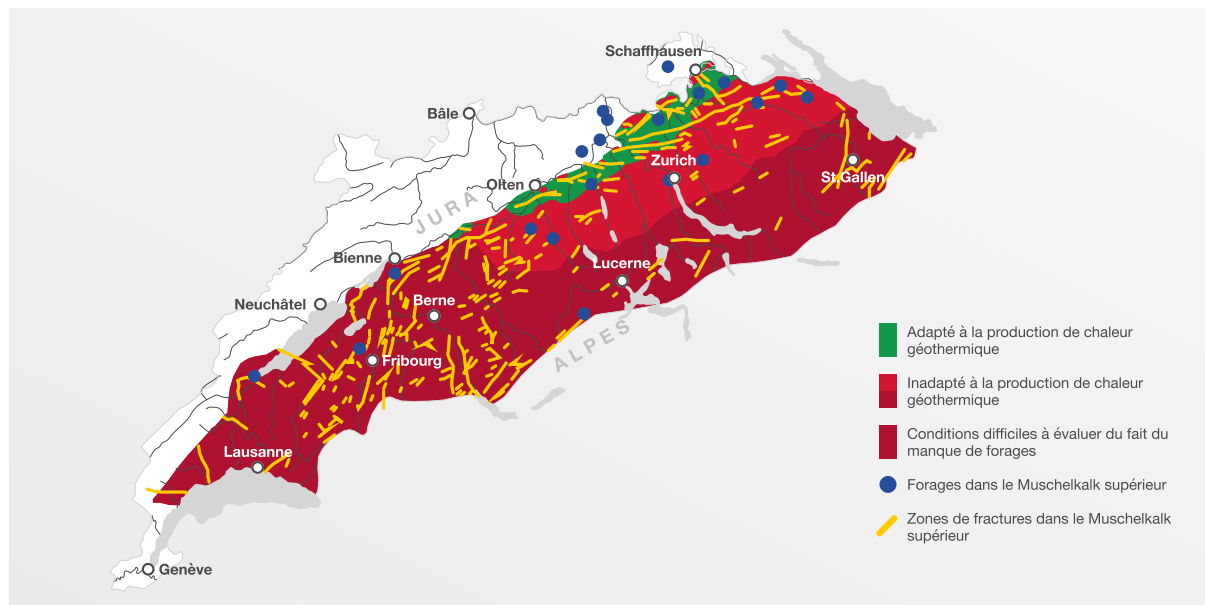 Schaffhausen
Bâle
Zurich
Olten
St.Gallen
JURA
Bienne
Lucerne
Neuchâtel
Berne
ALPES
Fribourg
Lausanne
Genève
Adapté à la production de chaleur
géothermique
Inadapté à la production de chaleur
géothermique
Conditions difficiles à évaluer du fait du
manque de forages
Forages dans le Muschelkalk supérieur
Zones de fractures dans le Muschelkalk
supérieur